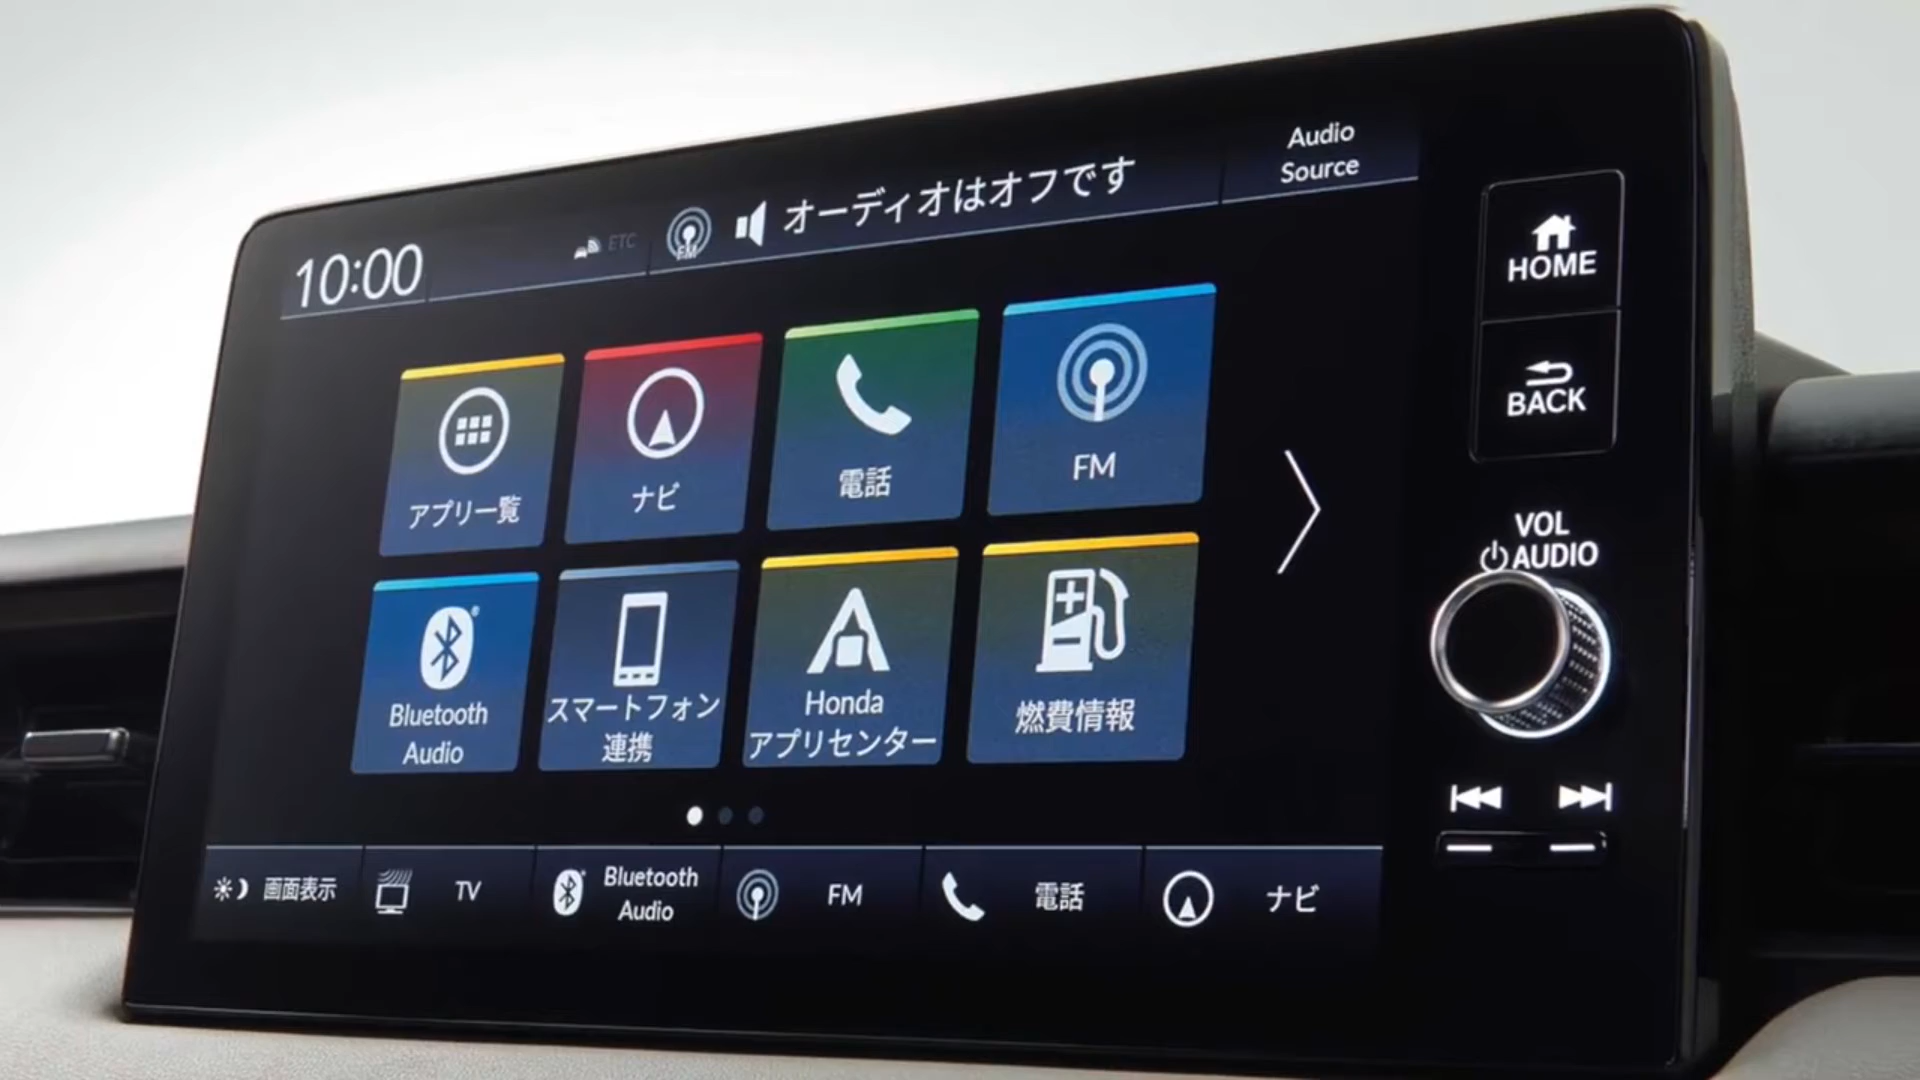 10:00
ETC
FM
オーディオはオフです
Audio
Source
アプリ一覧
ナビ
電話
FM
Bluetooth
Audio
スマートフォン
連携
Honda
アプリセンター
燃費情報
画面表示
TV
Bluetooth
Audio
FM
電話
ナビ
HOME
BACK
VOL
AUDIO